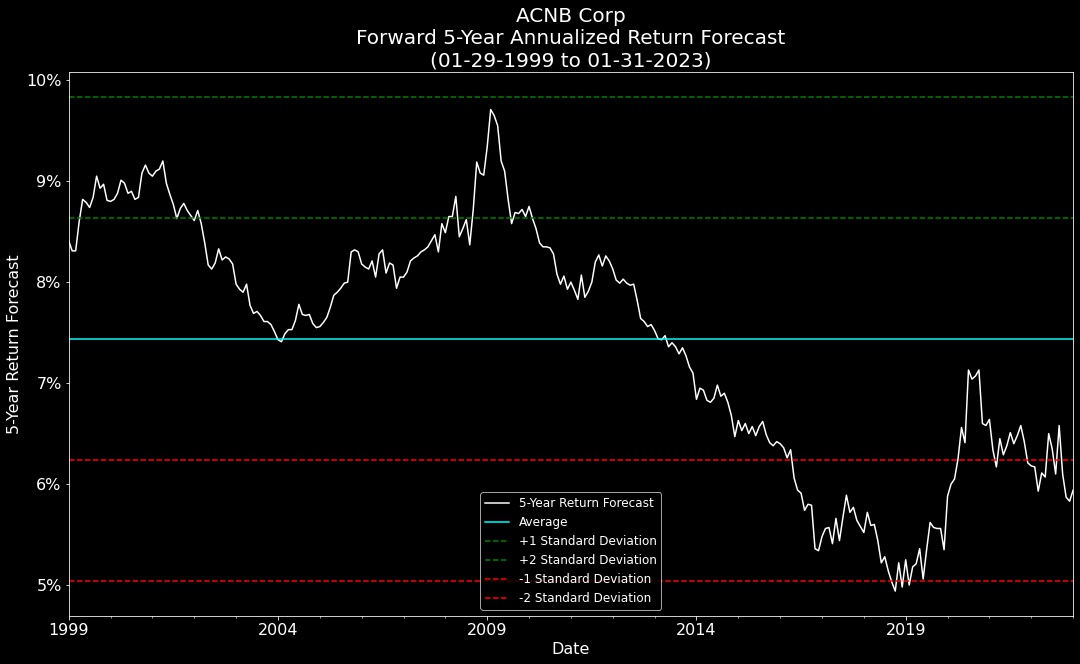 ACNB Corp
Forward 5-Year Annualized Return Forecast
(01-29-1999 to 01-31-2023)
10%
9%
8%
7%
6%
5%
5-Year Return Forecast
5-Year Return Forecast
Average
+1 Standard Deviation
+2 Standard Deviation
-1 Standard Deviation
-2 Standard Deviation
1999 2004 2009 2014 2019
Date